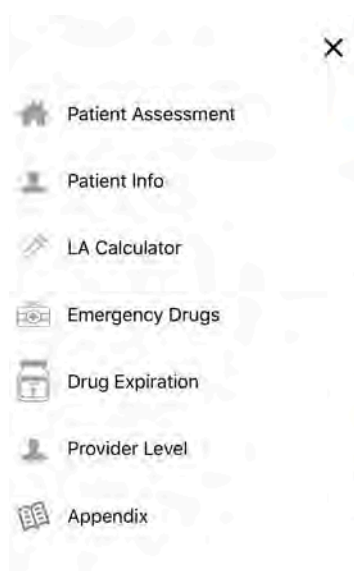 Patient Assessment
Patient Info
LA Calculator
Emergency Drugs
Drug Expiration
Provider Level
Appendix